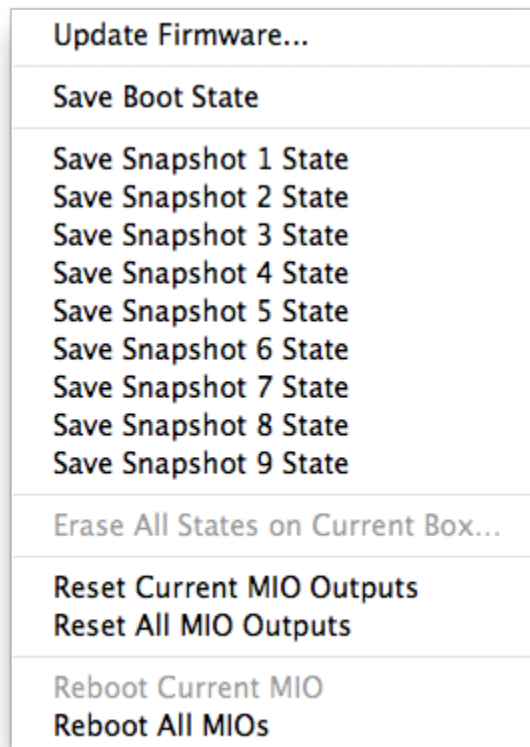 Update Firmware...
Save Boot State
Save Snapshot 1 State
Save Snapshot 2 State
Save Snapshot 3 State
Save Snapshot 4 State
Save Snapshot 5 State
Save Snapshot 6 State
Save Snapshot 7 State
Save Snapshot 8 State
Save Snapshot 9 State
Erase All States on Current Box...
Reset Current MIO Outputs
Reset All MIO Outputs
Reboot Current MIO
Reboot All MIOs